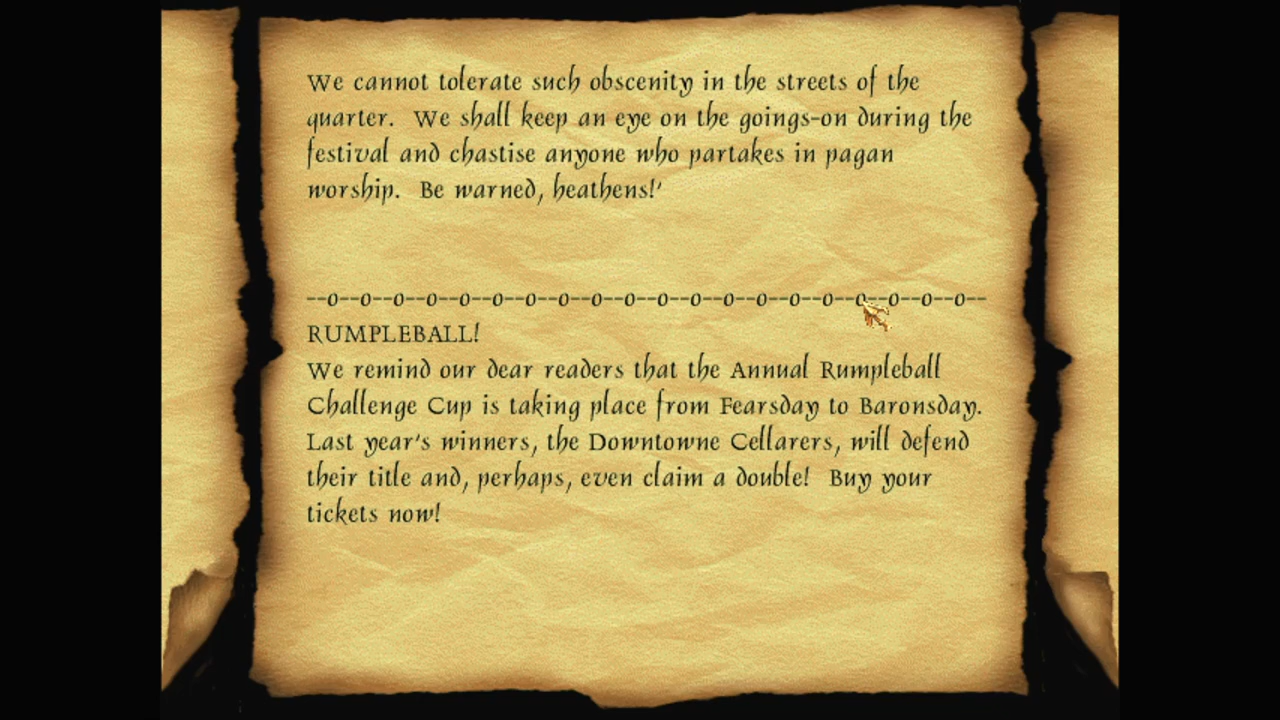 We cannot tolerate such obscenity in the streets of the
quarter.  We shall keep an eye on the goings-on during the
festival and chastise anyone who partakes in pagan
worship.  Be warned, heathens!'
--o--o--o--o--o--o--o--o--o--o--o--o--o--o--o--o--o--o--o--o--
RUMPLEBALL!
We remind our dear readers that the Annual Rumpleball
Challenge Cup is taking place from Fearsday to Baronsday.
Last year's winners, the Downtowne Cellarers, will defend
their title and, perhaps, even claim a double!  Buy your
tickets now!